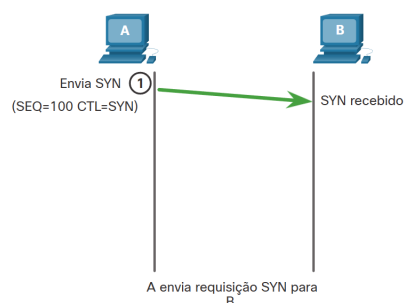 A
B
Envia SYN 1
(SEQ=100 CTL=SYN)
SYN recebido
A envia requisição SYN para
B